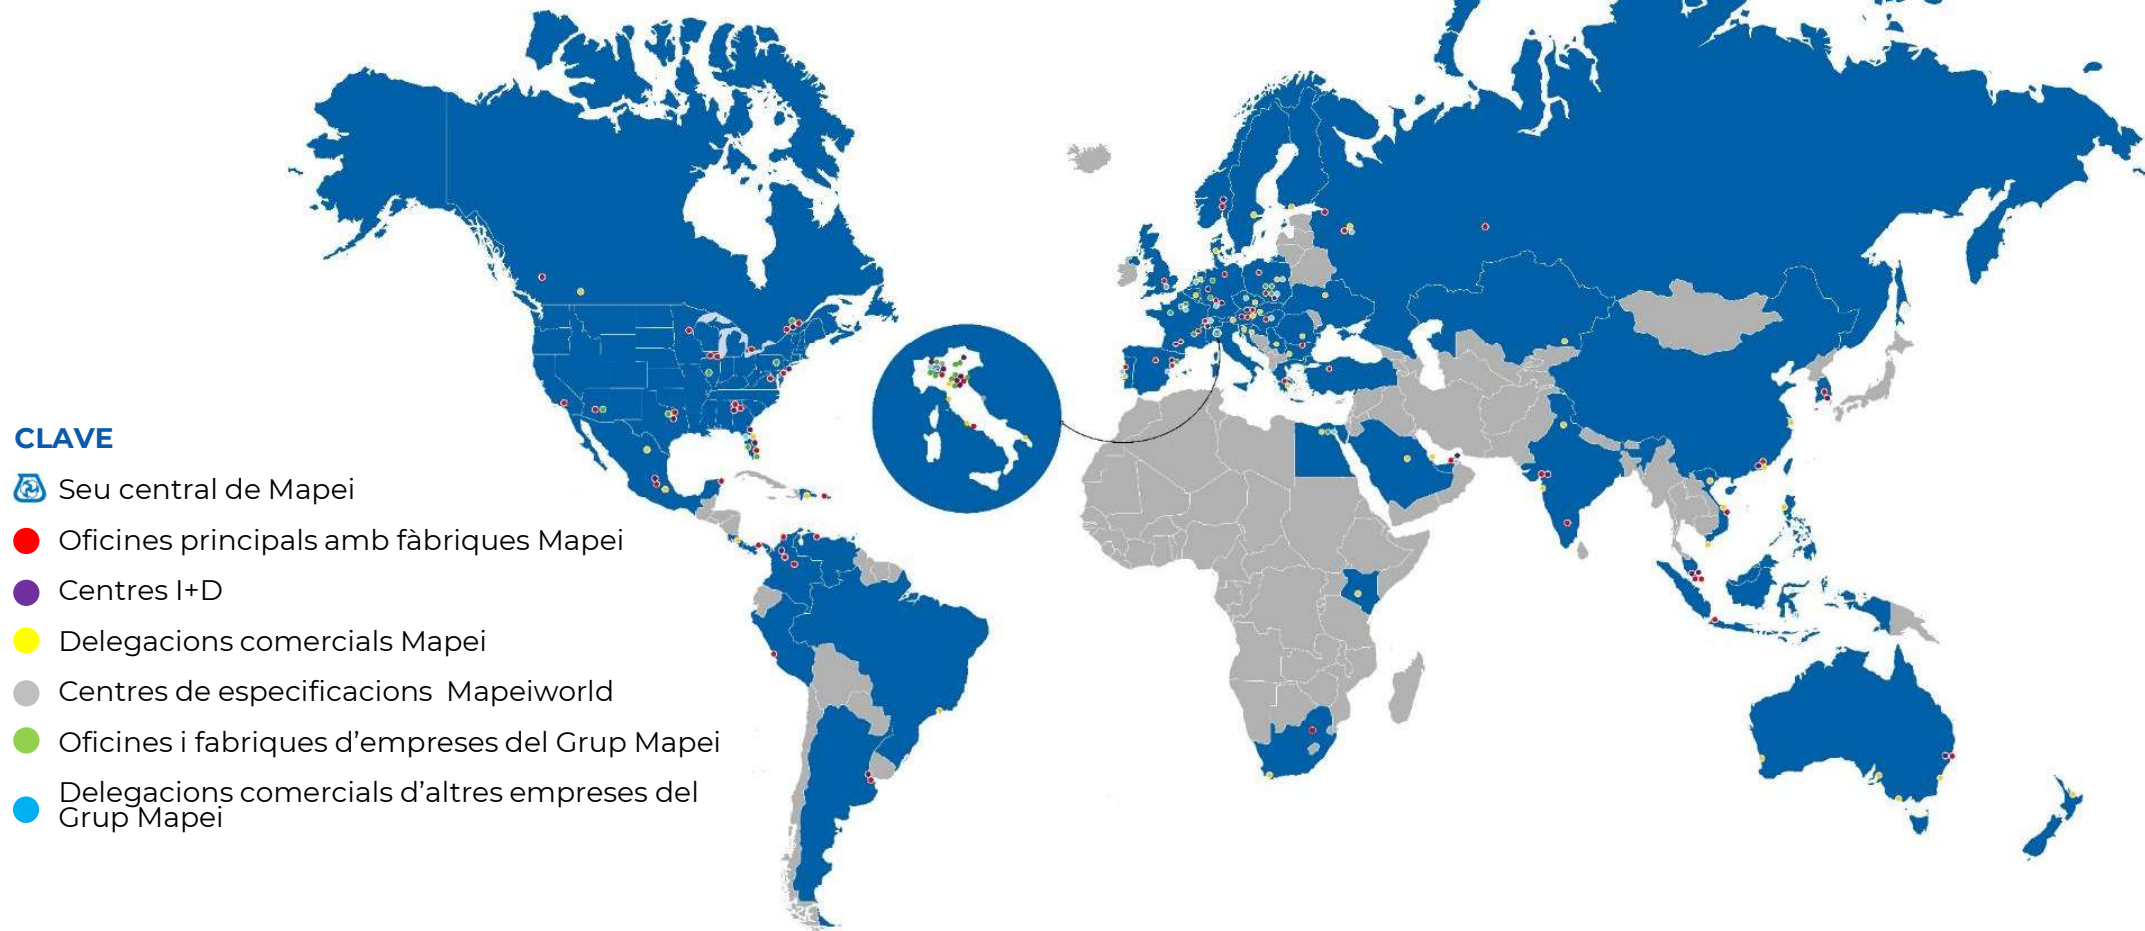 CLAVE
Seu central de Mapei
Oficines principals amb fàbriques Mapei
Centres I+D
Delegacions comercials Mapei
Centres de especificacions Mapeiworld
Oficines i fabriques d'empreses del Grup Mapei
Delegacions comercials d'altres empreses del
Grup Mapei